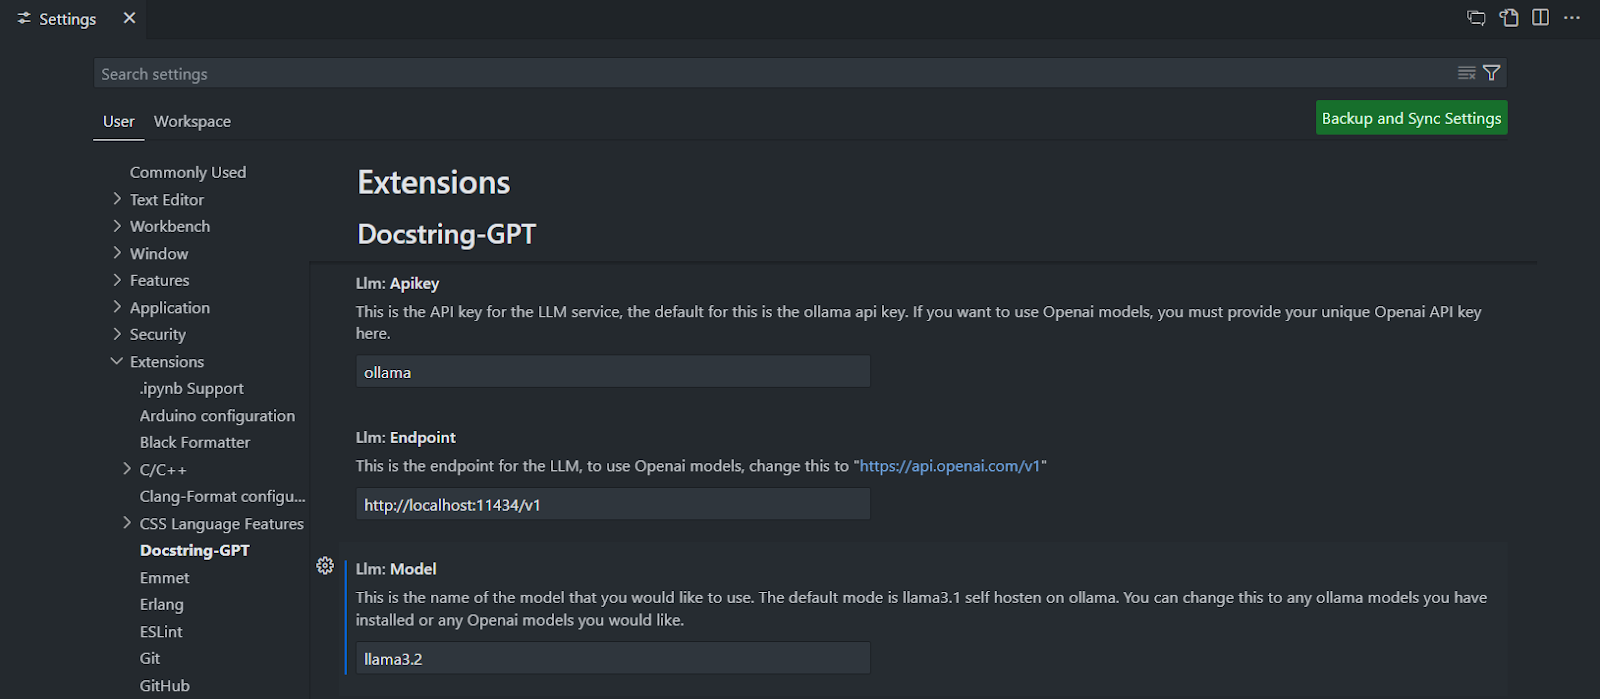 Settings
Search settings
User Workspace
Backup and Sync Settings
Commonly Used
Text Editor
Workbench
Window
Features
Application
Security
Extensions
.ipynb Support
Arduino configuration
Black Formatter
C/C++
Clang-Format configu...
CSS Language Features
Docstring-GPT
Emmet
Erlang
ESLint
Git
GitHub
Extensions
Docstring-GPT
Llm: Apikey
This is the API key for the LLM service, the default for this is the ollama api key. If you want to use Openai models, you must provide your unique Openai API key
here.
ollama
Llm: Endpoint
This is the endpoint for the LLM, to use Openai models, change this to "https://api.openai.com/v1"
http://localhost:11434/v1
Llm: Model
This is the name of the model that you would like to use. The default mode is llama3.1 self hosten on ollama. You can change this to any ollama models you have
installed or any Openai models you would like.
llama3.2